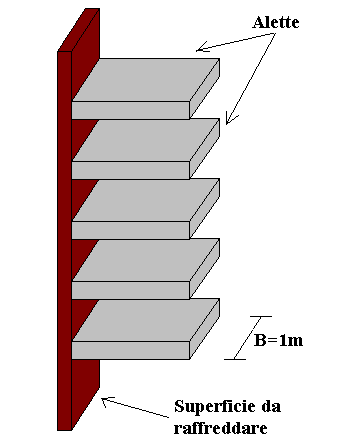 Alette
B=1m
Superficie da
raffreddare